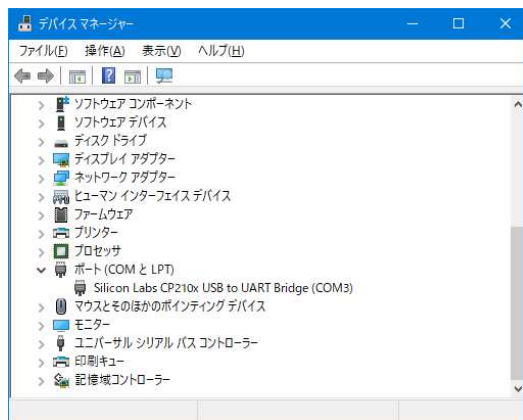 デバイス マネージャー
ファイル(F) 操作(A) 表示(V) ヘルプ(H)
ソフトウェア コンポーネント
ソフトウェア デバイス
ディスク ドライブ
ディスプレイ アダプター
ネットワーク アダプター
ヒューマン インターフェイス デバイス
ファームウェア
プリンター
プロセッサ
ポート (COM と LPT)
Silicon Labs CP210x USB to UART Bridge (COM3)
マウスとそのほかのポインティング デバイス
モニター
ユニバーサル シリアル バス コントローラー
印刷キュー
記憶域コントローラー